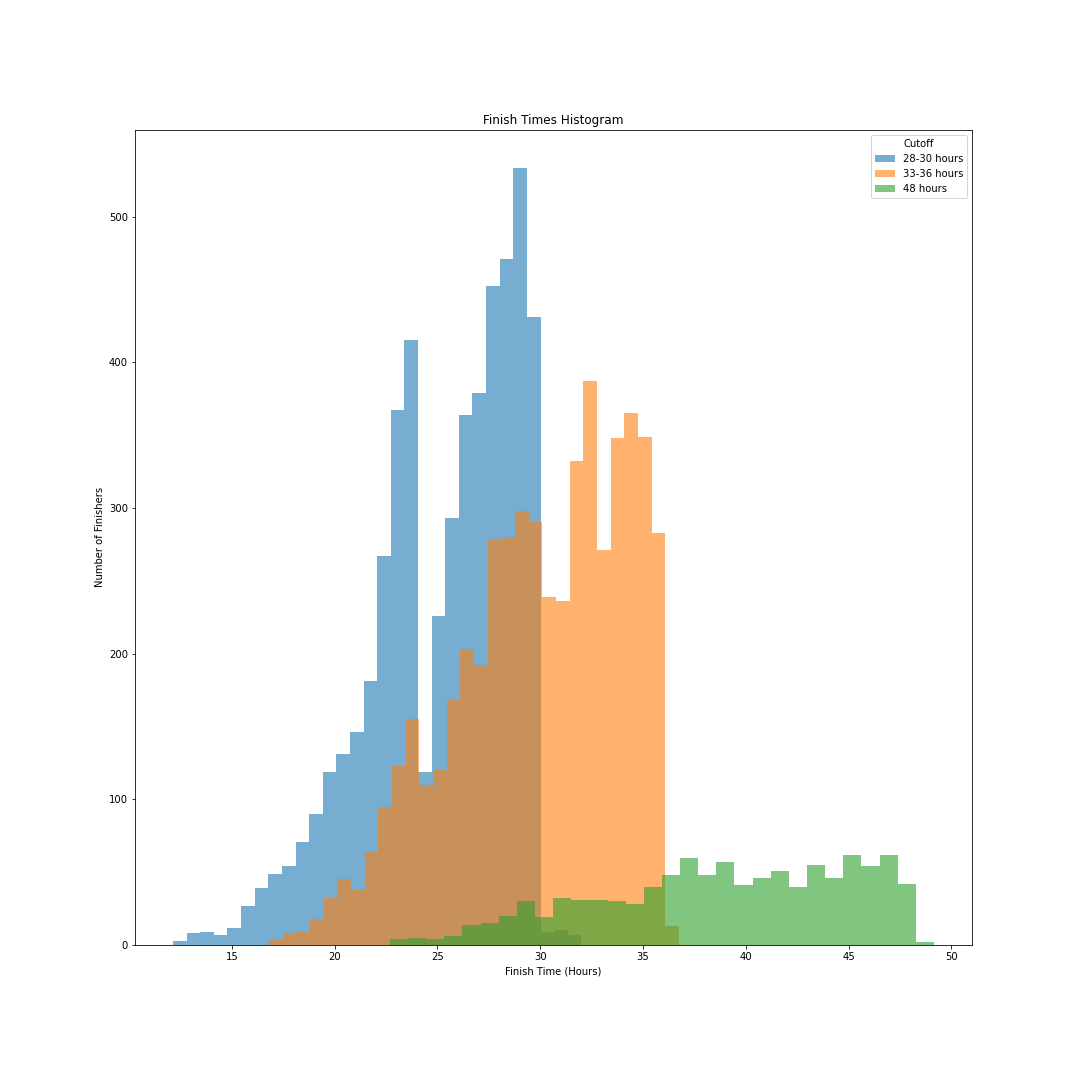 Finish Times Histogram
Cutoff
28-30 hours
33-36 hours
48 hours
500
400
300
200
100
0
Number of Finishers
15 20 25 30 35 40 45 50
Finish Time (Hours)